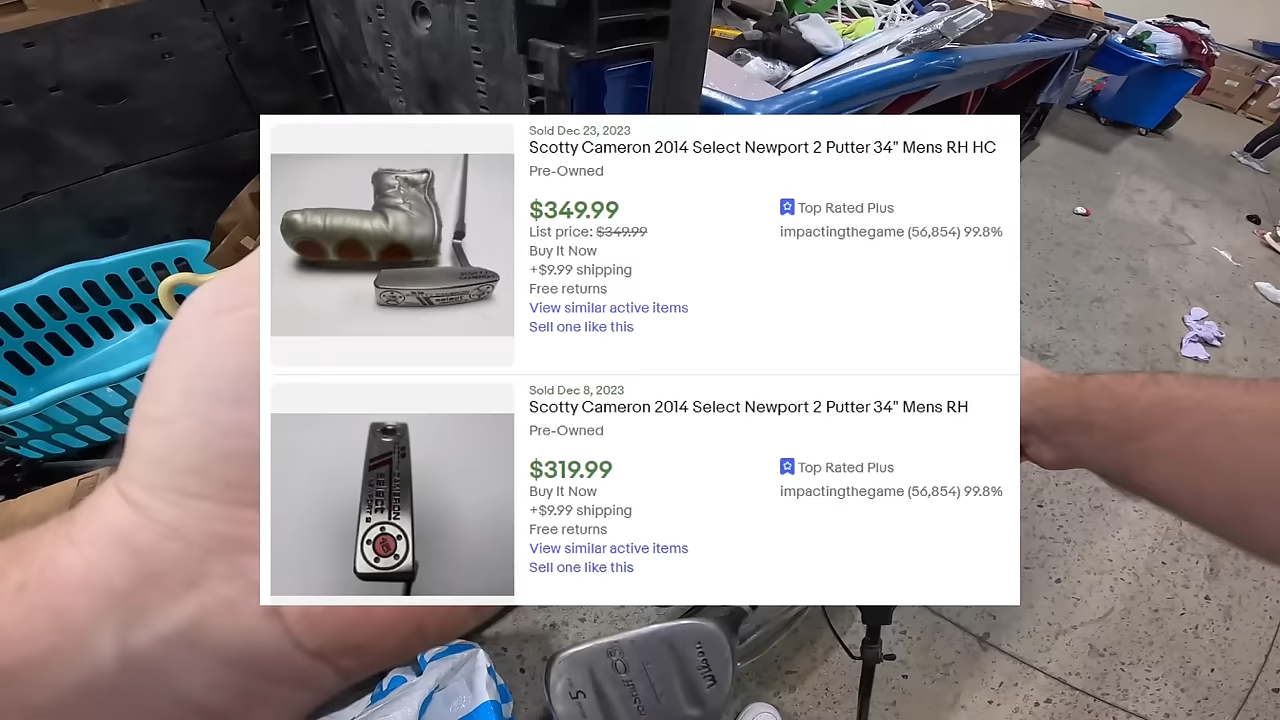 Sold Dec 23, 2023
Scotty Cameron 2014 Select Newport 2 Putter 34" Mens RH HC
Pre-Owned
$349.99
Top Rated Plus
List price: $349.99
impactingthegame (56,854) 99.8%
Buy It Now
+$9.99 shipping
Free returns
View similar active items
Sell one like this
Sold Dec 8, 2023
Scotty Cameron 2014 Select Newport 2 Putter 34" Mens RH
Pre-Owned
$319.99
Top Rated Plus
Buy It Now
impactingthegame (56,854) 99.8%
+$9.99 shipping
Free returns
View similar active items
Sell one like this
select
CAMERON
Wilson
5